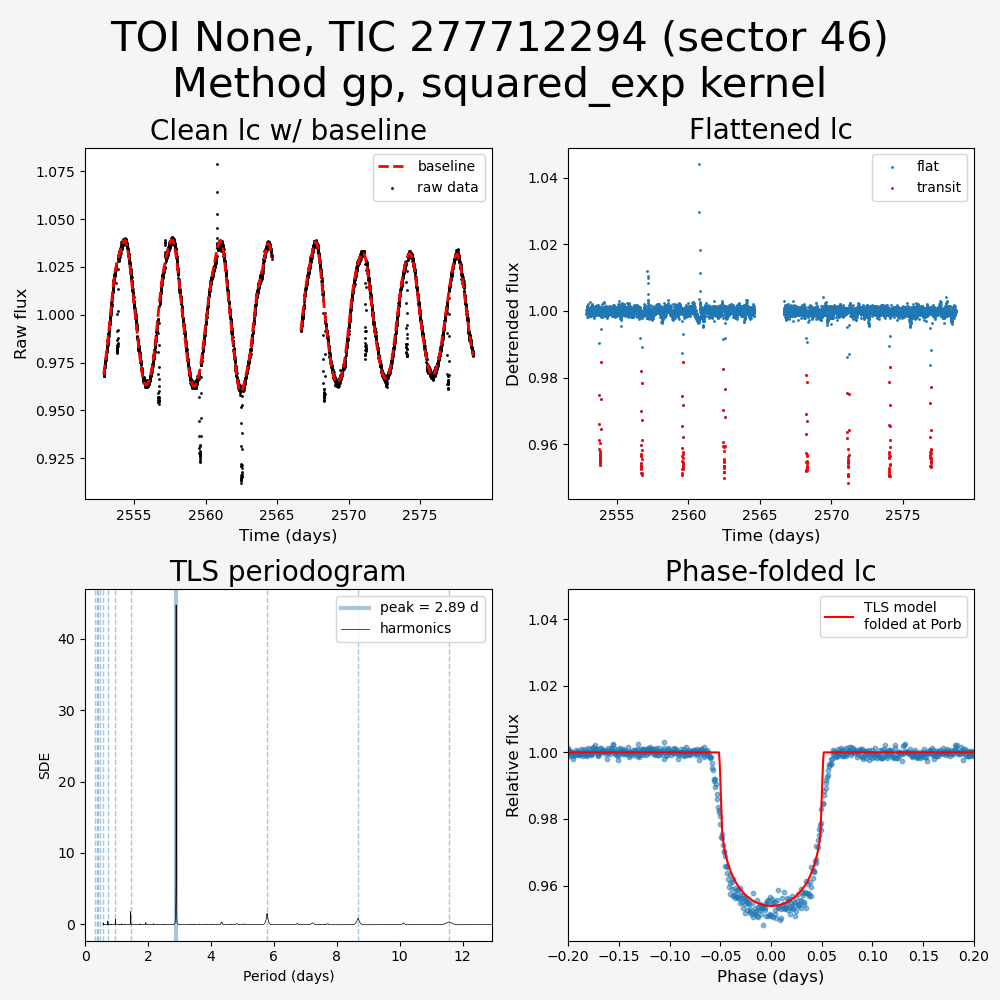 TOI None, TIC 277712294 (sector 46)
Method gp, squared_exp kernel
Clean lc w/ baseline
baseline
raw data
1.075
1.050
1.025
1.000
0.975
0.950
0.925
Raw flux
2555
2560
2565
2570
2575
Time (days)
Flattened lc
flat
transit
1.04
1.02
1.00
0.98
0.96
Detrended flux
2555
2560
2565
2570
2575
Time (days)
TLS periodogram
peak = 2.89 d
harmonics
40
30
20
10
0
SDE
0
2
4
6
8
10
12
Period (days)
Phase-folded lc
TLS model
folded at Porb
1.04
1.02
1.00
0.98
0.96
Relative flux
−0.20
−0.15
−0.10
−0.05
0.00
0.05
0.10
0.15
0.20
Phase (days)